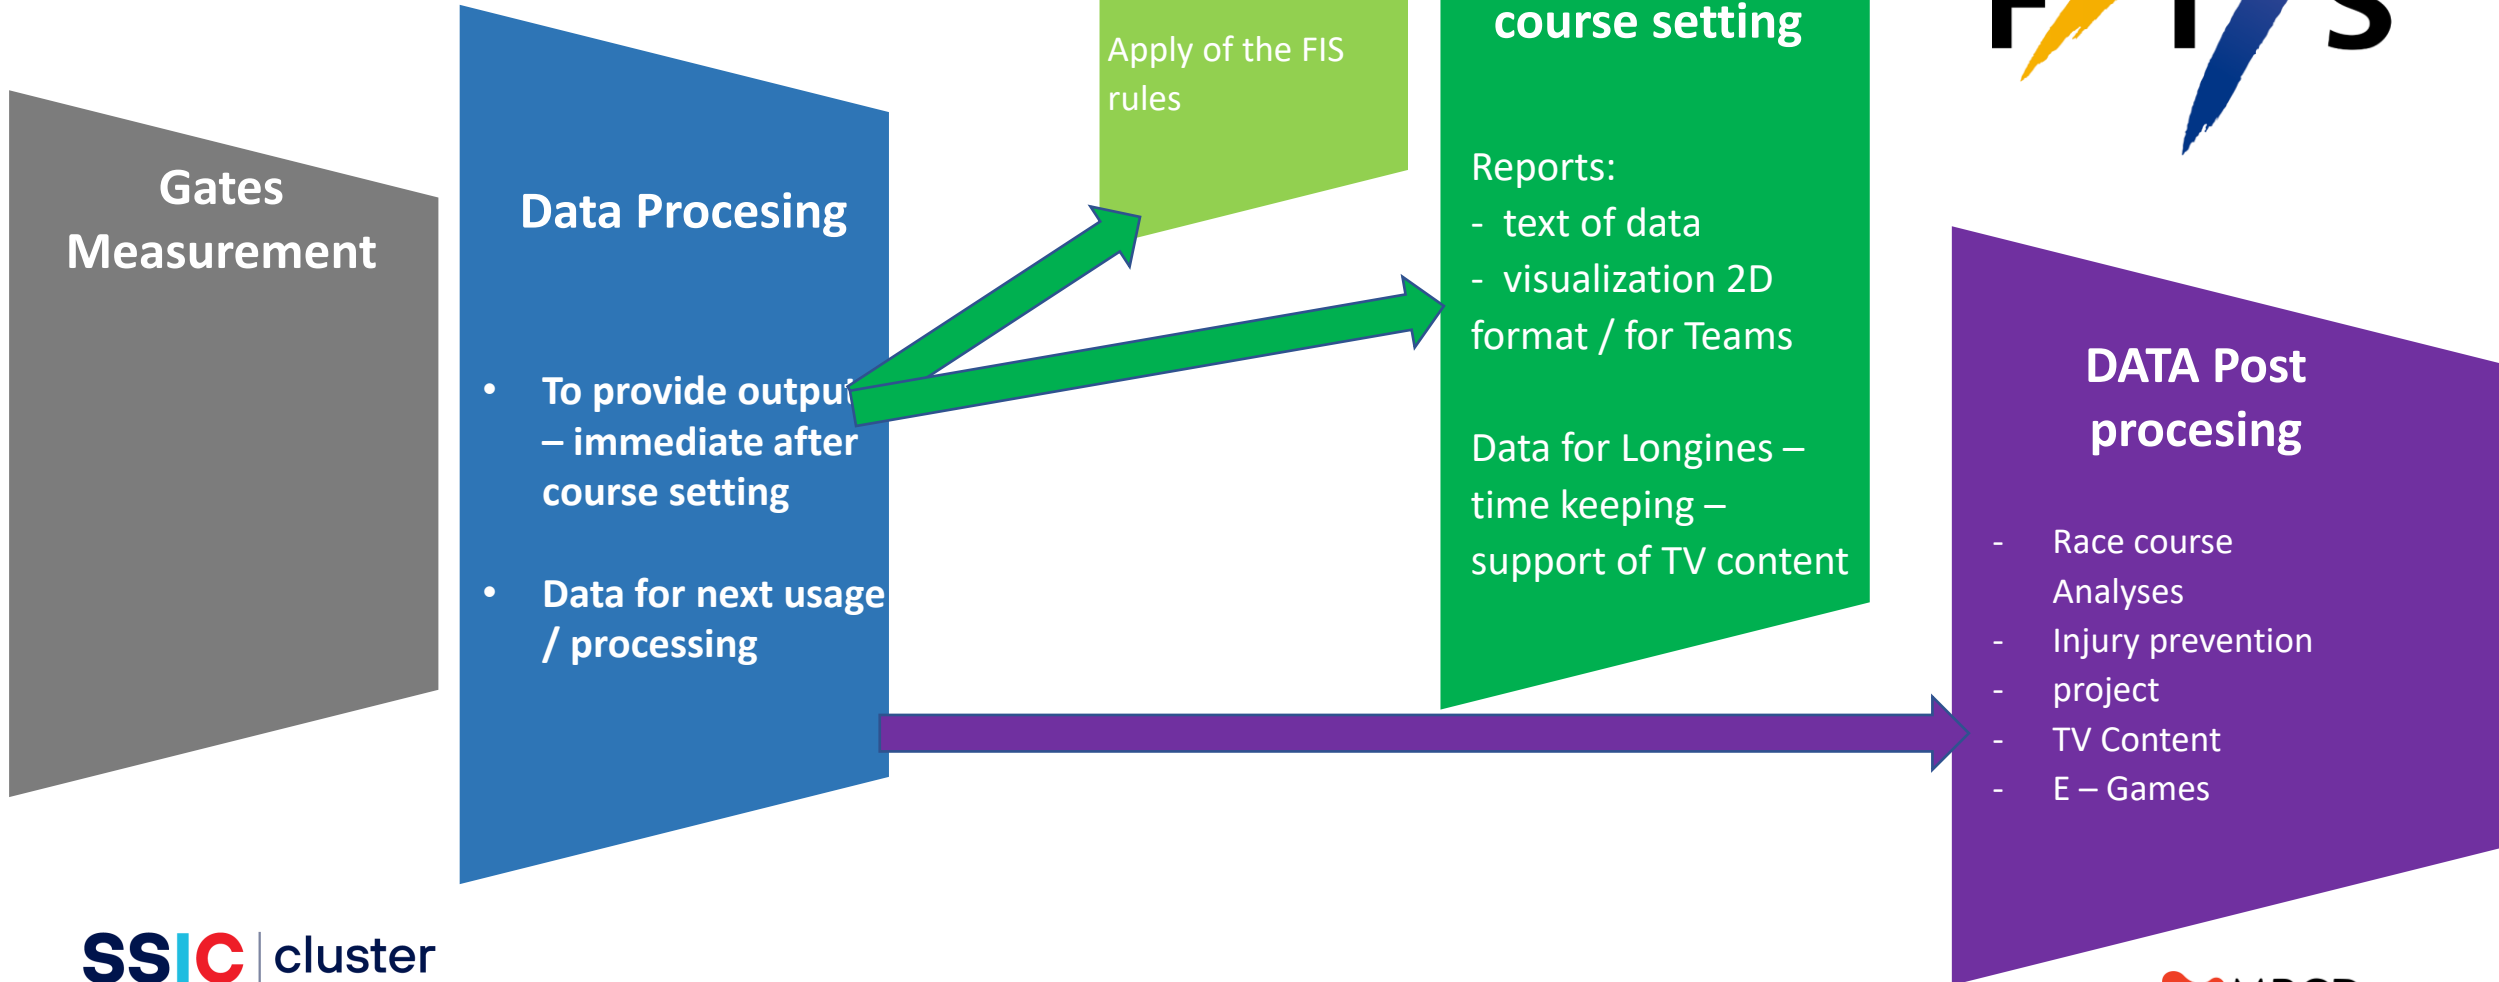 Gates
Measurement
Data Procesing
• To provide output
– immediate after
course setting
• Data for next usage
/ processing
Apply of the FIS
rules
course setting
Reports:
- text of data
- visualization 2D
format / for Teams
Data for Longines –
time keeping –
support of TV content
FIS
DATA Post
procesing
- Race course
Analyses
- Injury prevention
- project
- TV Content
- E – Games
SSIC cluster